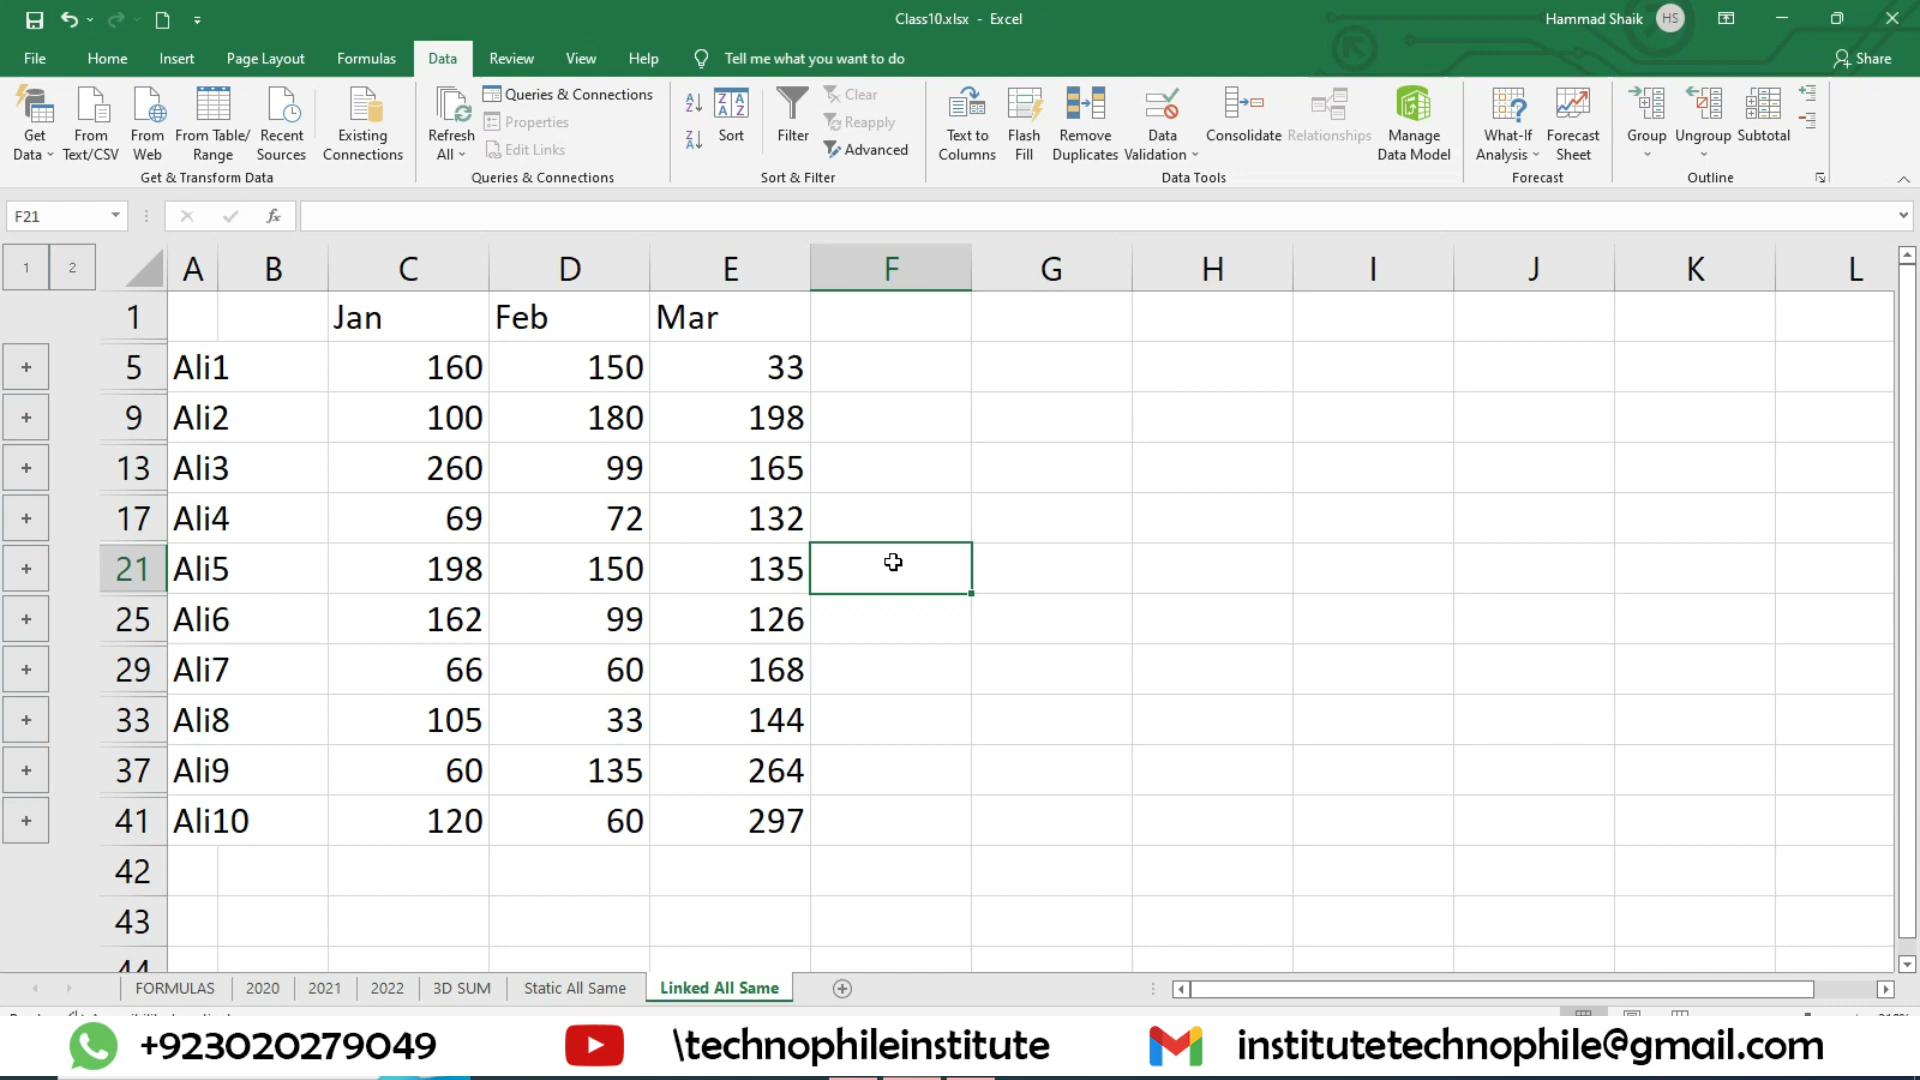 Class10.xlsx - Excel
Hammad Shaik HS
File Home Insert Page Layout Formulas Data Review View Help Tell me what you want to do Share
Get Data From Text/CSV From Web From Table/ Range Recent Sources Existing Connections
Get & Transform Data
Refresh All Queries & Connections Properties Edit Links
Queries & Connections
Sort Filter Clear Reapply Advanced
Sort & Filter
Text to Columns Flash Fill Remove Duplicates Data Validation Consolidate Relationships Manage Data Model
Data Tools
What-If Analysis Forecast Sheet
Forecast
Group Ungroup Subtotal
Outline
F21 fx
1 2 A B C D E F G H I J K L
1 Jan Feb Mar
5 Ali1 160 150 33
9 Ali2 100 180 198
13 Ali3 260 99 165
17 Ali4 69 72 132
21 Ali5 198 150 135
25 Ali6 162 99 126
29 Ali7 66 60 168
33 Ali8 105 33 144
37 Ali9 60 135 264
41 Ali10 120 60 297
42
43
44
FORMULAS 2020 2021 2022 3D SUM Static All Same Linked All Same
+923020279049 \technophileinstitute institutetechnophile@gmail.com